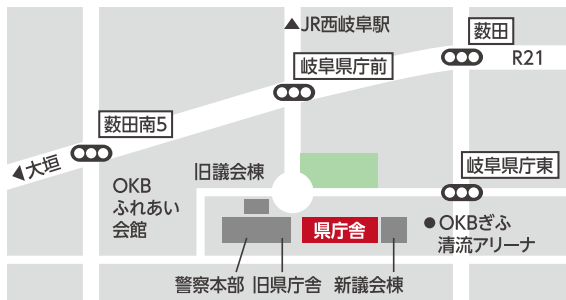 ▲JR西岐阜駅
薮田
岐阜県庁前
R21
薮田南5
◀大垣
岐阜県庁東
旧議会棟
OKB
ふれあい
会館
県庁舎
●OKBぎふ
清流アリーナ
警察本部
旧県庁舎
新議会棟